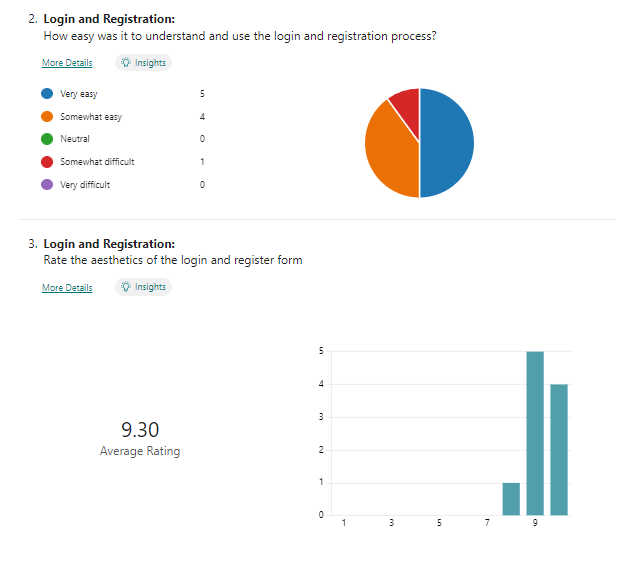 2. Login and Registration:
How easy was it to understand and use the login and registration process?
More Details Insights
Very easy 5
Somewhat easy 4
Neutral 0
Somewhat difficult 1
Very difficult 0
3. Login and Registration:
Rate the aesthetics of the login and register form
More Details Insights
9.30
Average Rating
5
4
3
2
1
0
1 3 5 7 9